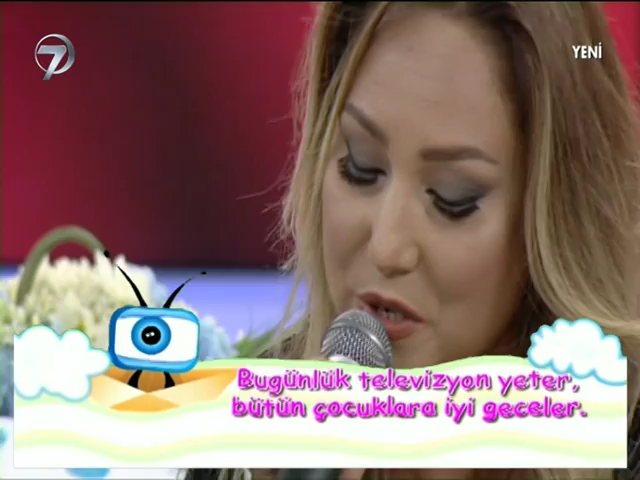 7
YENİ
Bugünlük televizyon yeter,
bütün çocuklara iyi geceler.